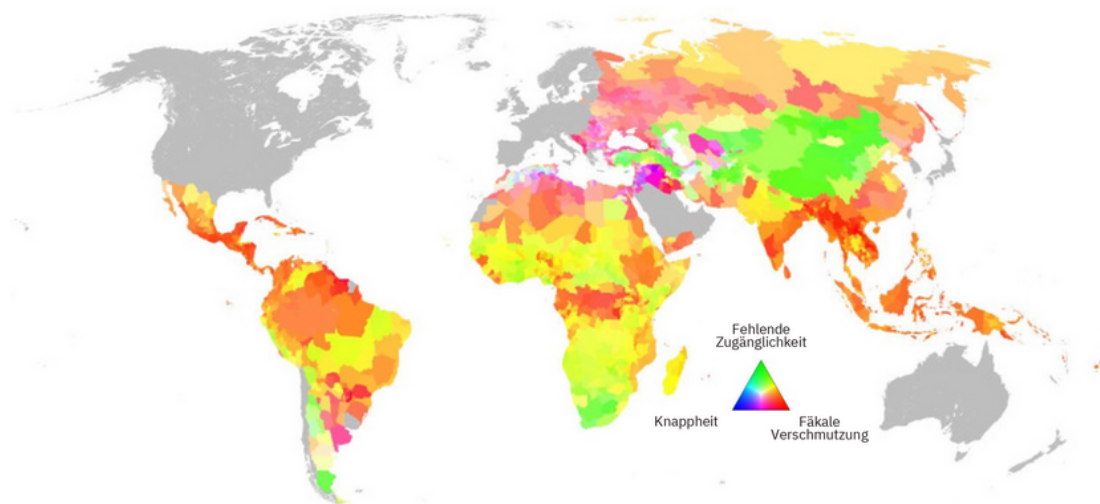 Fehlende
Zugänglichkeit
Knappheit
Fäkale
Verschmutzung